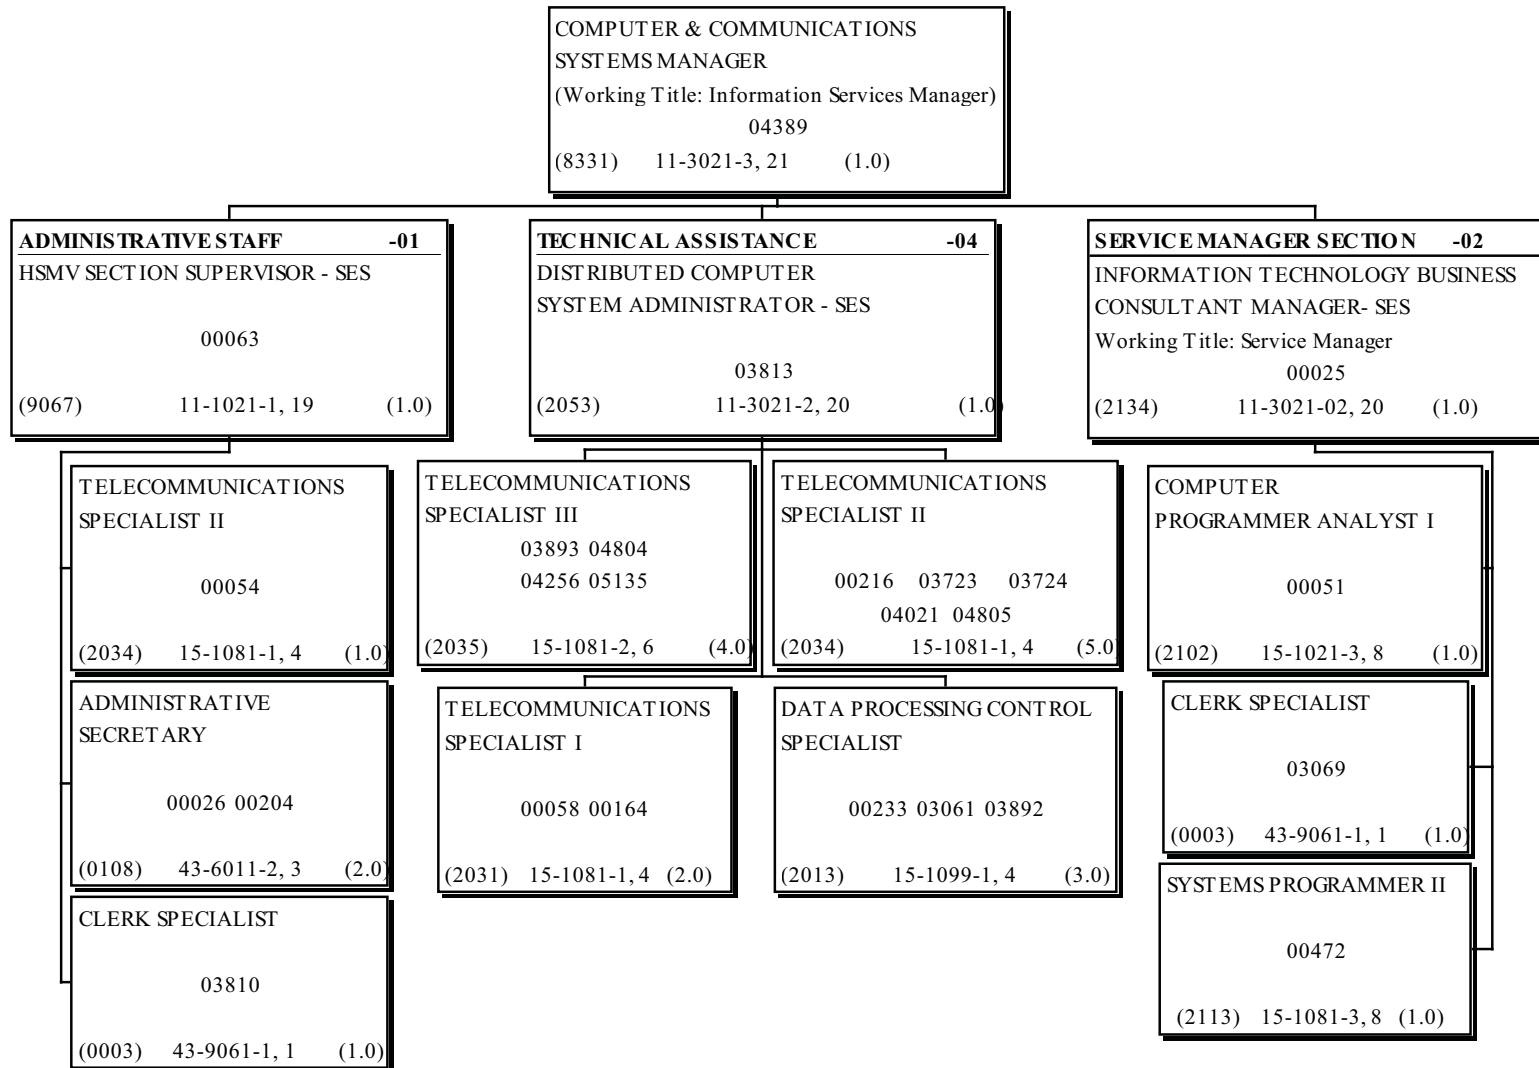 COMPUTER & COMMUNICATIONS
SYSTEMS MANAGER
(Working Title: Information Services Manager)
04389
(8331) 11-3021-3, 21 (1.0)
ADMINISTRATIVE STAFF -01
HSMV SECTION SUPERVISOR - SES
00063
(9067) 11-1021-1, 19 (1.0)
TECHNICAL ASSISTANCE -04
DISTRIBUTED COMPUTER
SYSTEM ADMINISTRATOR - SES
03813
(2053) 11-3021-2, 20 (1.0)
SERVICE MANAGER SECTION -02
INFORMATION TECHNOLOGY BUSINESS
CONSULTANT MANAGER- SES
Working Title: Service Manager
00025
(2134) 11-3021-02, 20 (1.0)
TELECOMMUNICATIONS
SPECIALIST II
00054
(2034) 15-1081-1, 4 (1.0)
ADMINISTRATIVE
SECRETARY
00026 00204
(0108) 43-6011-2, 3 (2.0)
CLERK SPECIALIST
03810
(0003) 43-9061-1, 1 (1.0)
TELECOMMUNICATIONS
SPECIALIST III
03893 04804
04256 05135
(2035) 15-1081-2, 6 (4.0)
TELECOMMUNICATIONS
SPECIALIST II
00216 03723 03724
04021 04805
(2034) 15-1081-1, 4 (5.0)
TELECOMMUNICATIONS
SPECIALIST I
00058 00164
(2031) 15-1081-1, 4 (2.0)
DATA PROCESSING CONTROL
SPECIALIST
00233 03061 03892
(2013) 15-1099-1, 4 (3.0)
COMPUTER
PROGRAMMER ANALYST I
00051
(2102) 15-1021-3, 8 (1.0)
CLERK SPECIALIST
03069
(0003) 43-9061-1, 1 (1.0)
SYSTEMS PROGRAMMER II
00472
(2113) 15-1081-3, 8 (1.0)